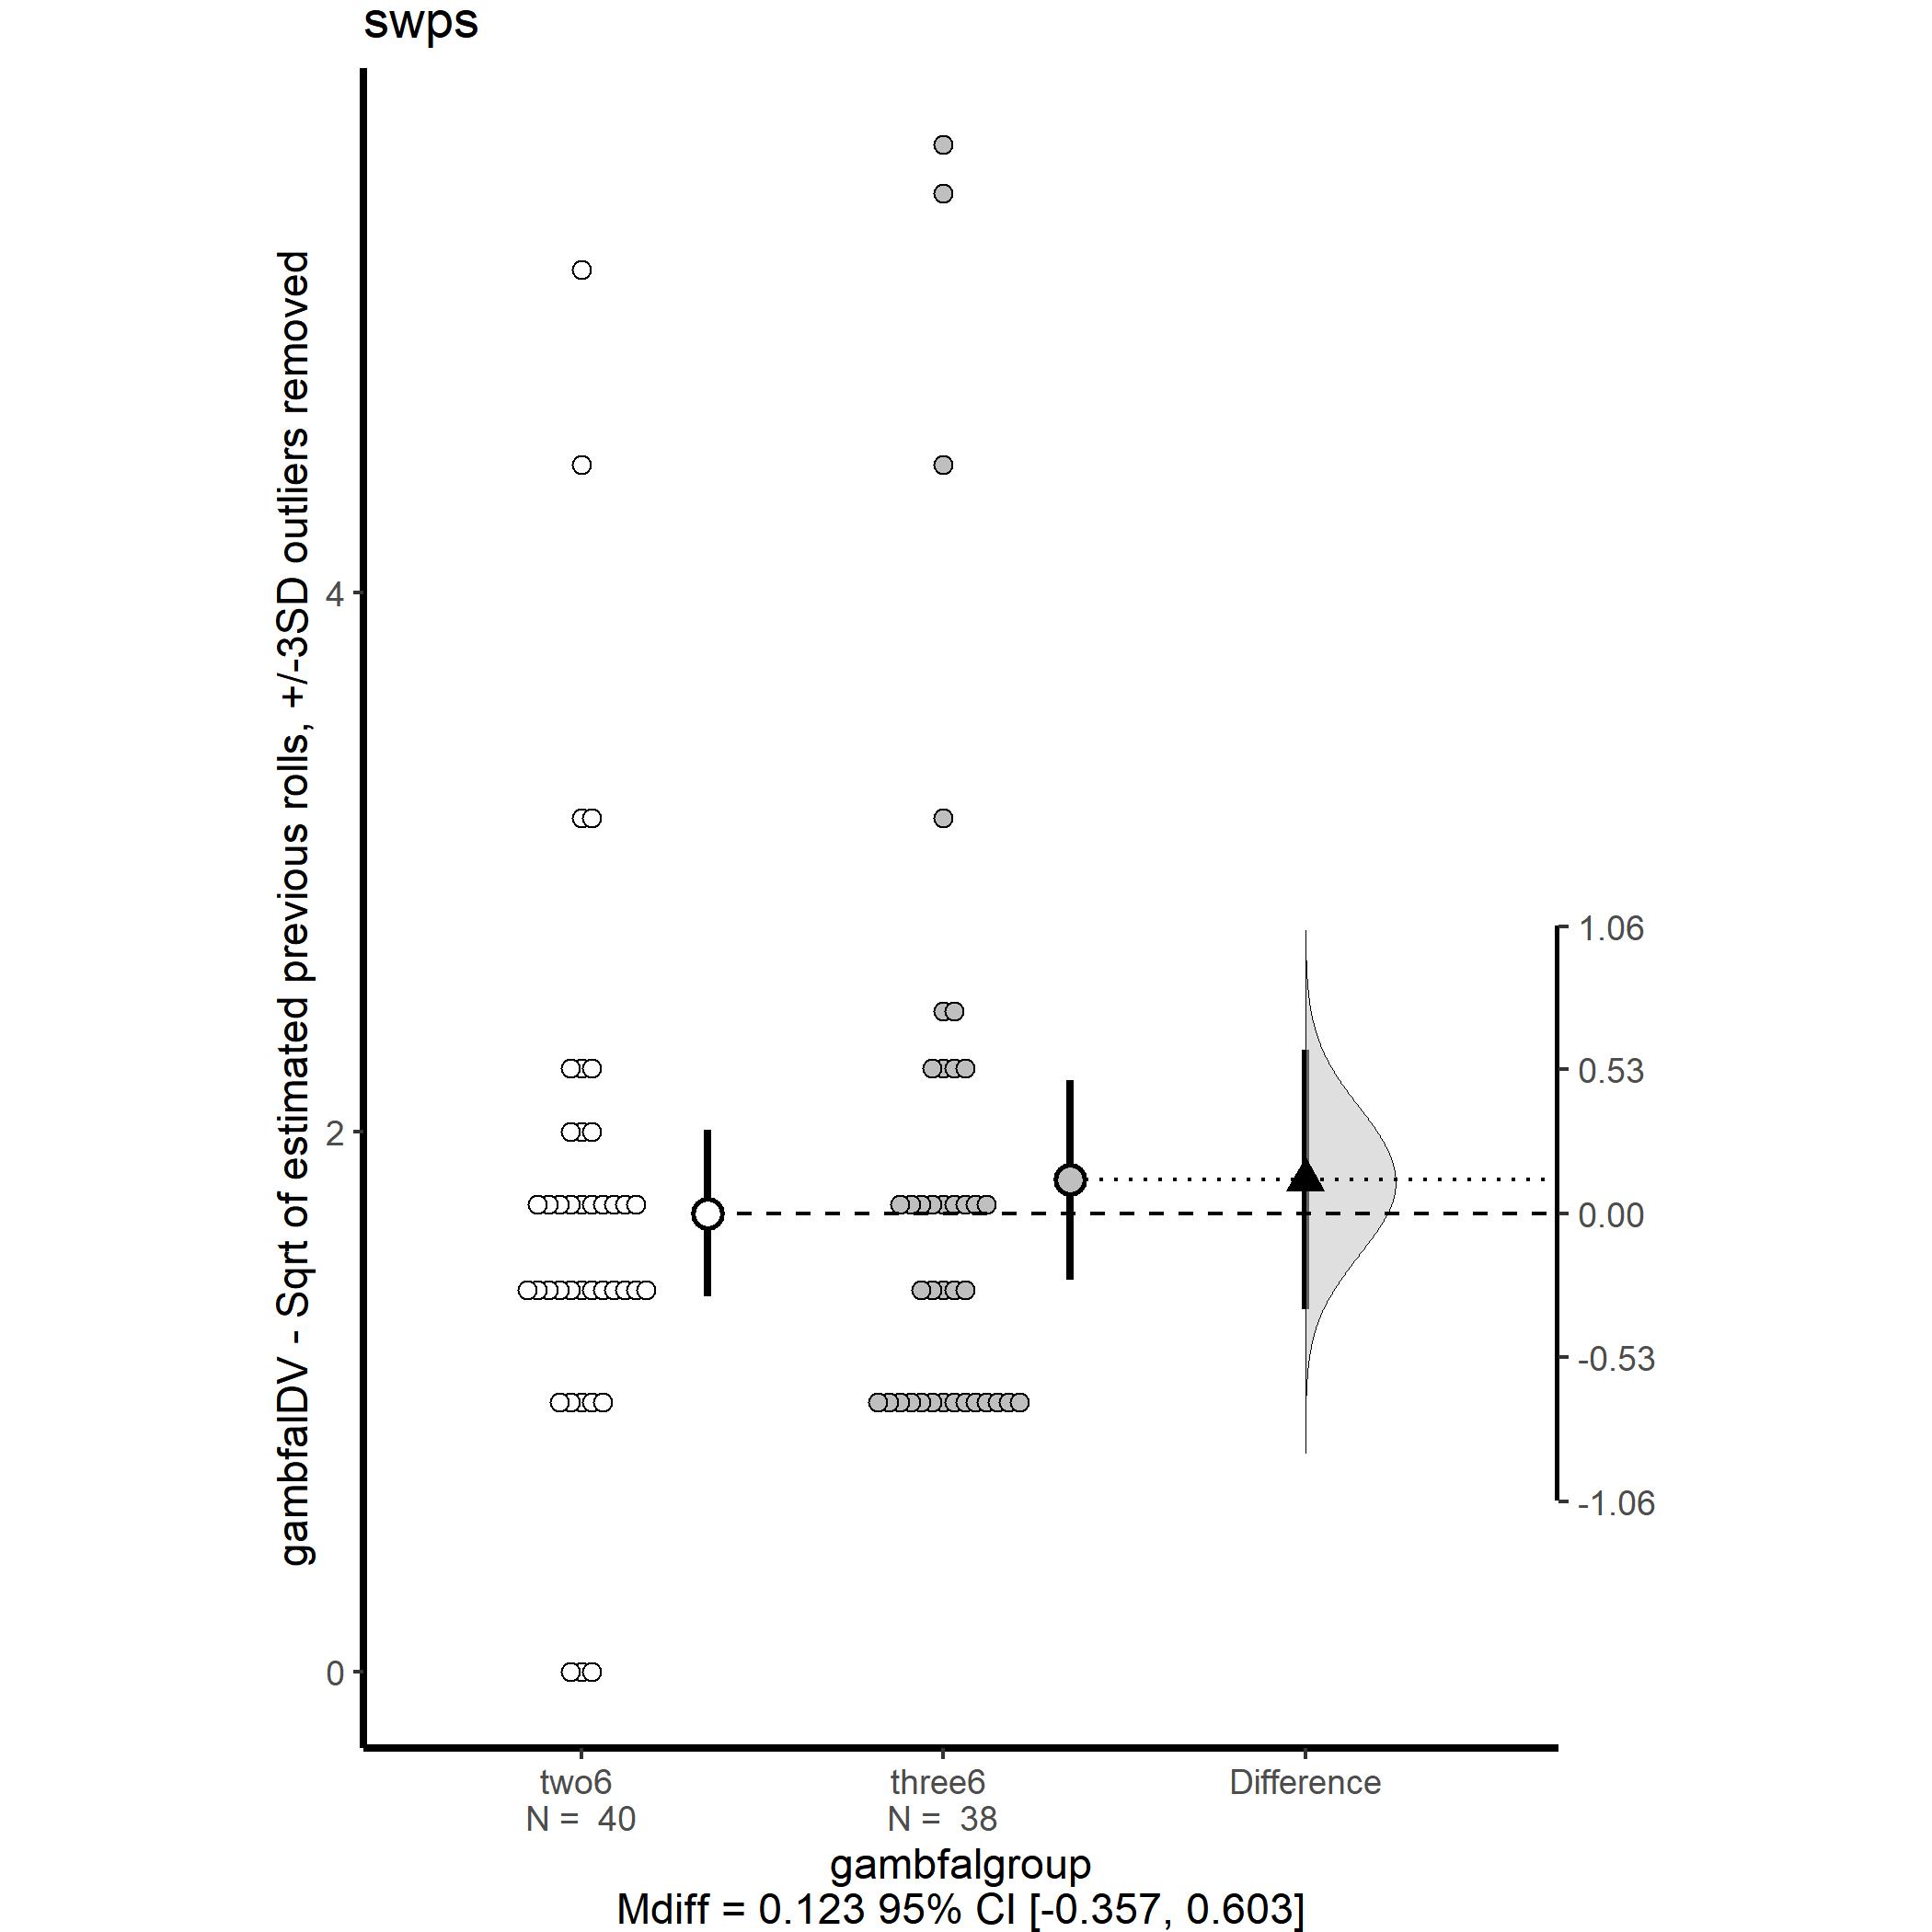 swps
gambfalDV - Sqrt of estimated previous rolls, +/-3SD outliers removed
4
2
0
1.06
0.53
0.00
-0.53
-1.06
two6
N =  40
three6
N =  38
Difference
gambfalgroup
Mdiff = 0.123 95% CI [-0.357, 0.603]